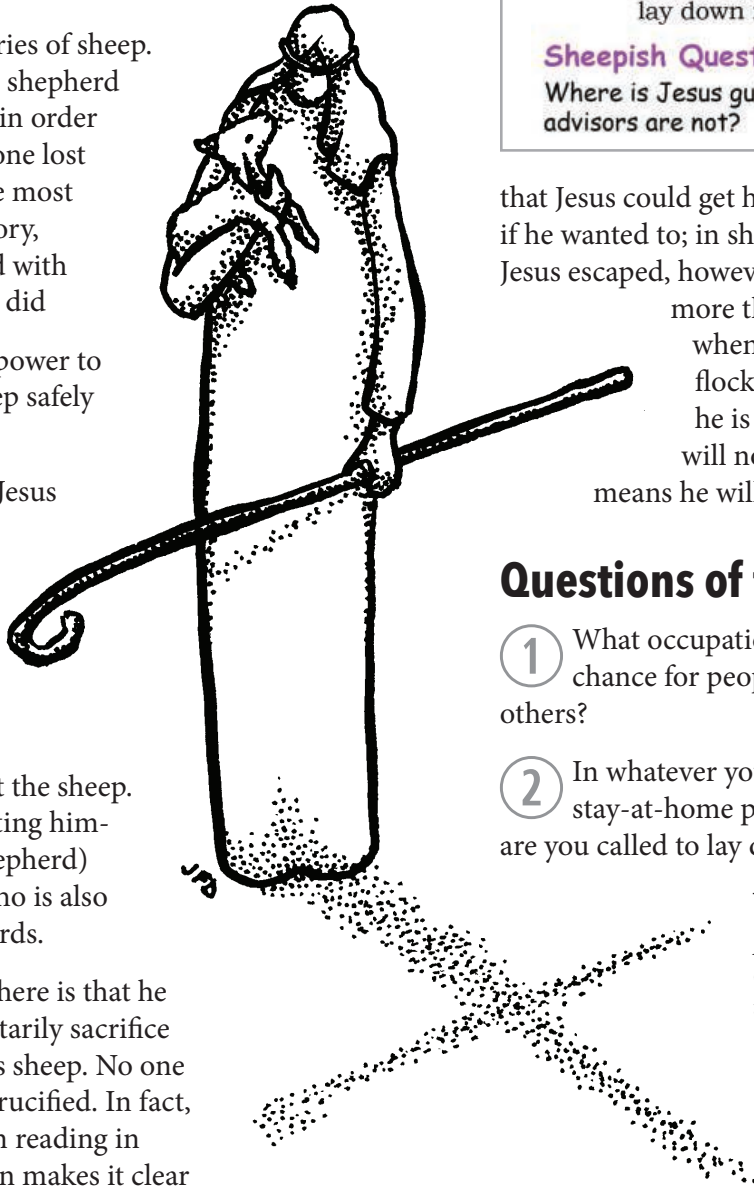 ries of sheep.
shepherd
in order
one lost
e most
ory,
d with
did
power to
ep safely
Jesus
t the sheep.
ting him-
epherd)
ho is also
rds.
here is that he
tarily sacrifice
s sheep. No one
rucified. In fact,
n reading in
n makes it clear
JFB
lay down
Sheepish Quest
Where is Jesus gu
advisors are not?
that Jesus could get h
if he wanted to; in sh
Jesus escaped, howev
more th
when
flock
he is
will no
means he will
Questions of
1 What occupatio
chance for peop
others?
2 In whatever yo
stay-at-home p
are you called to lay d